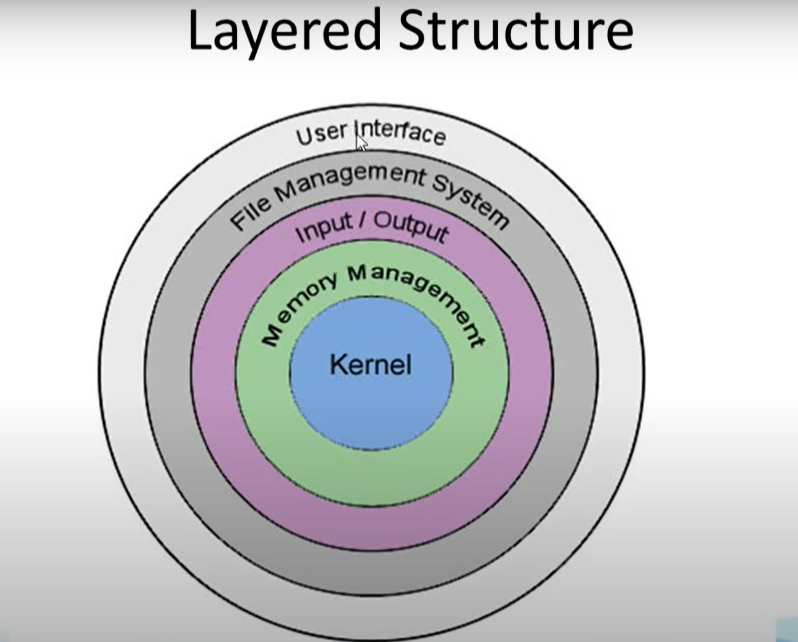 Layered Structure
User Interface
File Management System
Input / Output
Memory Management
Kernel